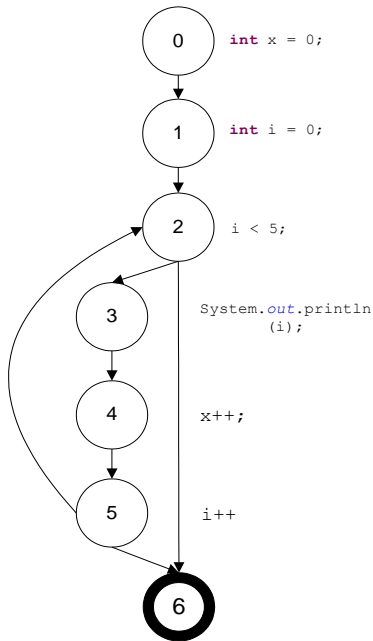 0
int x = 0;
1
int i = 0;
2
i < 5;
3
System.out.println
(i);
4
x++;
5
i++
6